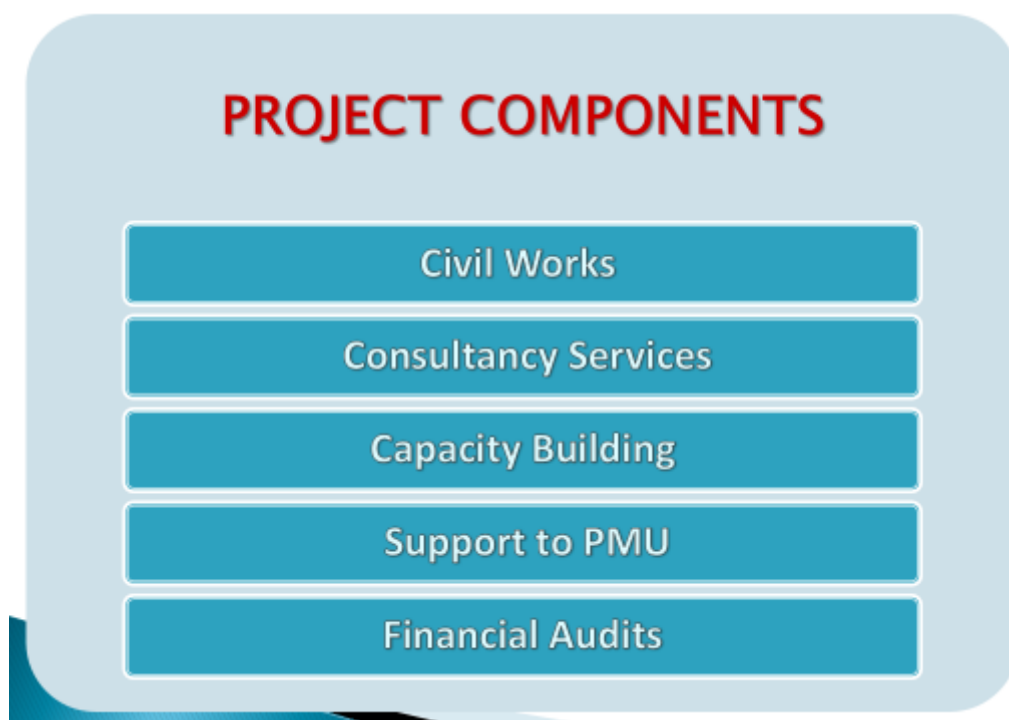 PROJECT COMPONENTS
Civil Works
Consultancy Services
Capacity Building
Support to PMU
Financial Audits